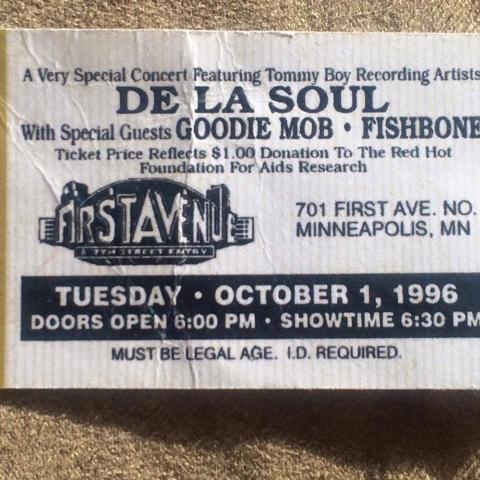 A Very Special Concert Featuring Tommy Boy Recording Artists
DE LA SOUL
With Special Guests GOODIE MOB • FISHBONE
Ticket Price Reflects $1.00 Donation To The Red Hot
Foundation For Aids Research
FIRST AVENUE
& 7TH STREET ENTRY
701 FIRST AVE. NO.
MINNEAPOLIS, MN
TUESDAY • OCTOBER 1, 1996
DOORS OPEN 6:00 PM • SHOWTIME 6:30 PM
MUST BE LEGAL AGE. I.D. REQUIRED.